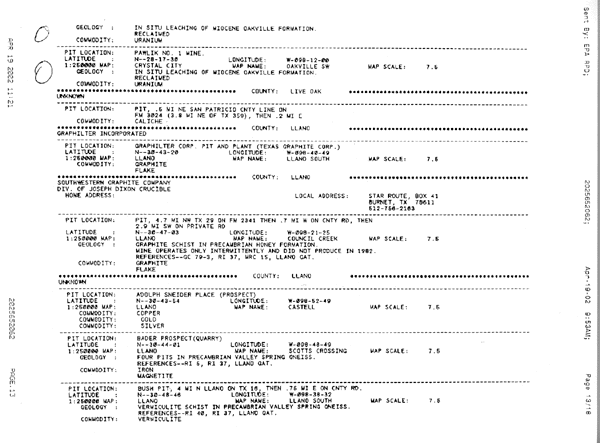 GEOLOGY : IN SITU LEACHING OF MIOCENE OAKVILLE FORMATION.
RECLAIMED
COMMODITY: URANIUM
PIT LOCATION: PAWLIK NO. 1 MINE.
LATITUDE : N--28-17-30 LONGITUDE: W-098-12-00
1:250000 MAP: CRYSTAL CITY MAP NAME: OAKVILLE SW MAP SCALE: 7.5
GEOLOGY : IN SITU LEACHING OF MIOCENE OAKVILLE FORMATION.
RECLAIMED
COMMODITY: URANIUM
COUNTY: LIVE OAK
UNKNOWN
PIT LOCATION: PIT, .5 MI NE SAN PATRICIO CNTY LINE ON
FM 3024 (3.8 MI NE OF TX 359), THEN .2 MI E
COMMODITY: CALICHE
COUNTY: LLANO
GRAPHILTER INCORPORATED
PIT LOCATION: GRAPHILTER CORP. PIT AND PLANT (TEXAS GRAPHITE CORP.)
LATITUDE : N--30-43-20 LONGITUDE: W-098-40-49
1:250000 MAP: LLANO MAP NAME: LLANO SOUTH MAP SCALE: 7.5
COMMODITY: GRAPHITE
FLAKE
COUNTY: LLANO
SOUTHWESTERN GRAPHITE COMPANY
DIV. OF JOSEPH DIXON CRUCIBLE
HOME ADDRESS: LOCAL ADDRESS: STAR ROUTE, BOX 41
BURNET, TX 78611
512-756-2163
PIT LOCATION: PIT, 4.7 MI NW TX 29 ON FM 2341 THEN .7 MI W ON CNTY RD, THEN
2.9 MI SW ON PRIVATE RD
LATITUDE : N--30-47-03 LONGITUDE: W-098-21-25
1:250000 MAP: LLANO MAP NAME: COUNCIL CREEK MAP SCALE: 7.5
GEOLOGY : GRAPHITE SCHIST IN PRECAMBRIAN HONEY FORMATION.
MINE OPERATES ONLY INTERMITTENTLY AND DID NOT PRODUCE IN 1982.
REFERENCES--GC 79-3, RI 37, WRC 15, LLANO QAT.
COMMODITY: GRAPHITE
FLAKE
COUNTY: LLANO
UNKNOWN
PIT LOCATION: ADOLPH SNEIDER PLACE (PROSPECT)
LATITUDE : N--30-43-54 LONGITUDE: W-098-52-49
1:250000 MAP: LLANO MAP NAME: CASTELL MAP SCALE: 7.5
COMMODITY: COPPER
COMMODITY: GOLD
COMMODITY: SILVER
PIT LOCATION: BADER PROSPECT(QUARRY)
LATITUDE : N--30-44-01 LONGITUDE: W-098-48-49
1:250000 MAP: LLANO MAP NAME: SCOTTS CROSSING MAP SCALE: 7.5
GEOLOGY : FOUR PITS IN PRECAMBRIAN VALLEY SPRING GNEISS.
REFERENCES--RI 5, RI 37, LLANO QAT.
COMMODITY: IRON
MAGNETITE
PIT LOCATION: BUSH PIT, 4 MI N LLANO ON TX 16, THEN .75 MI E ON CNTY RD.
LATITUDE : N--30-48-46 LONGITUDE: W-098-38-32
1:250000 MAP: LLANO MAP NAME: LLANO SOUTH MAP SCALE: 7.5
GEOLOGY : VERMICULITE SCHIST IN PRECAMBRIAN VALLEY SPRING GNEISS.
REFERENCES--RI 40, RI 37, LLANO QAT.
COMMODITY: VERMICULITE
APR 19 2002 11:21
2025652062
PAGE.13
Sent By: EPA
2025652062;
Apr-19-02 9:53AM;
Page 13/18